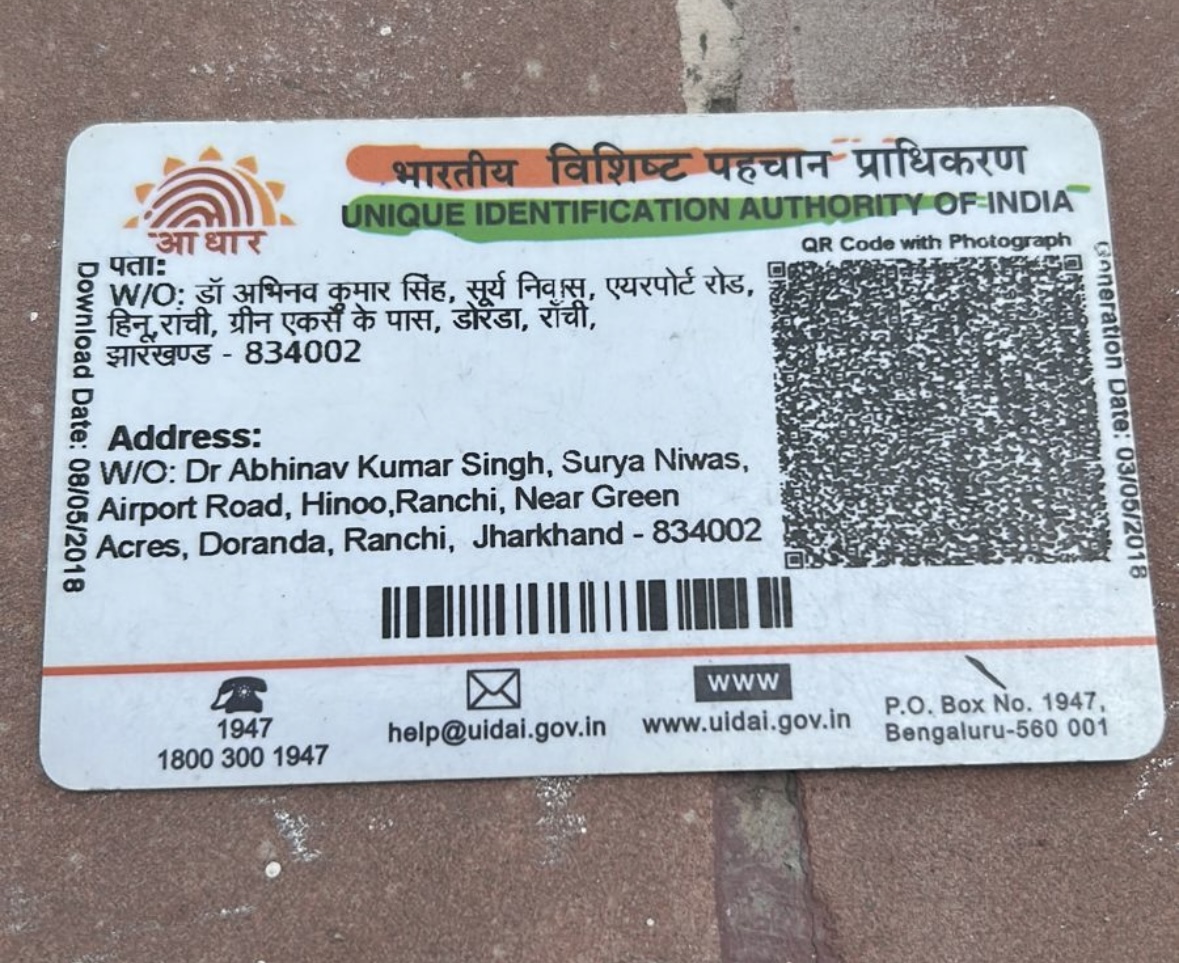 भारतीय विशिष्ट पहचान प्राधिकरण
UNIQUE IDENTIFICATION AUTHORITY OF INDIA
आधार
QR Code with Photograph
पता:
W/O: डॉ अभिनव कुमार सिंह, सूर्य निवास, एयरपोर्ट रोड,
हिनू,रांची, ग्रीन एकर्स के पास, डोरंडा, राँची,
झारखण्ड - 834002
Address:
W/O: Dr Abhinav Kumar Singh, Surya Niwas,
Airport Road, Hinoo,Ranchi, Near Green
Acres, Doranda, Ranchi, Jharkhand - 834002
Download Date: 08/05/2018
Generation Date: 03/05/2018
1947
1800 300 1947
help@uidai.gov.in
www
www.uidai.gov.in
P.O. Box No. 1947,
Bengaluru-560 001